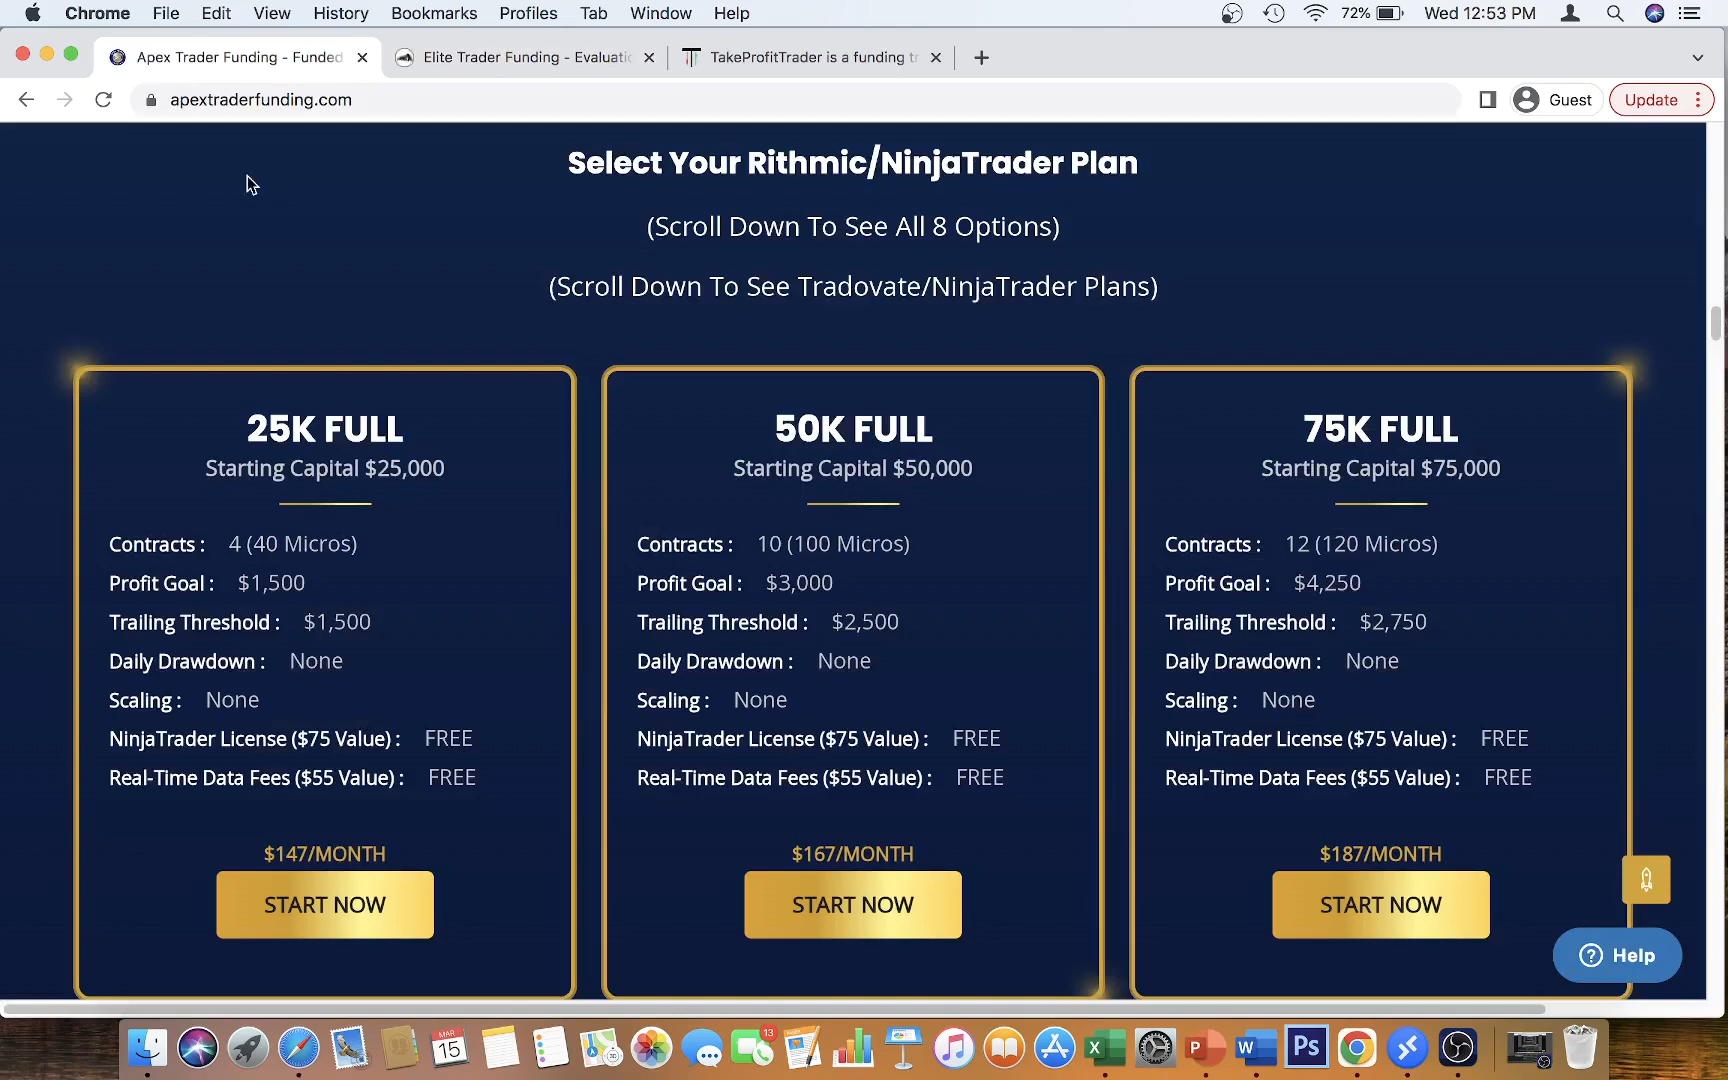 Chrome File Edit View History Bookmarks Profiles Tab Window Help 72% Wed 12:53 PM
Apex Trader Funding - Funded Elite Trader Funding - Evaluati TakeProfitTrader is a funding tr
apextraderfunding.com Guest Update
Select Your Rithmic/NinjaTrader Plan
(Scroll Down To See All 8 Options)
(Scroll Down To See Tradovate/NinjaTrader Plans)
25K FULL
Starting Capital $25,000
Contracts : 4 (40 Micros)
Profit Goal : $1,500
Trailing Threshold : $1,500
Daily Drawdown : None
Scaling : None
NinjaTrader License ($75 Value) : FREE
Real-Time Data Fees ($55 Value) : FREE
$147/MONTH
START NOW
50K FULL
Starting Capital $50,000
Contracts : 10 (100 Micros)
Profit Goal : $3,000
Trailing Threshold : $2,500
Daily Drawdown : None
Scaling : None
NinjaTrader License ($75 Value) : FREE
Real-Time Data Fees ($55 Value) : FREE
$167/MONTH
START NOW
75K FULL
Starting Capital $75,000
Contracts : 12 (120 Micros)
Profit Goal : $4,250
Trailing Threshold : $2,750
Daily Drawdown : None
Scaling : None
NinjaTrader License ($75 Value) : FREE
Real-Time Data Fees ($55 Value) : FREE
$187/MONTH
START NOW
Help
MAR
15
13
X
P
W
Ps